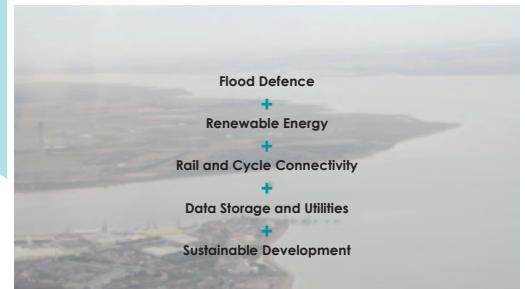 Flood Defence
+
Renewable Energy
+
Rail and Cycle Connectivity
+
Data Storage and Utilities
+
Sustainable Development